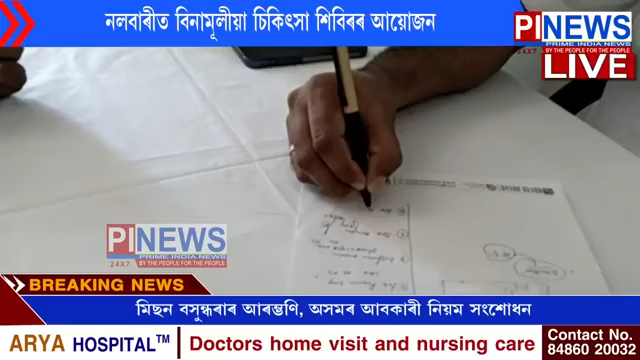 নলবাৰীত বিনামূলীয়া চিকিৎসা শিবিৰৰ আয়োজন
PI NEWS
PRIME INDIA NEWS
24X7 BY THE PEOPLE FOR THE PEOPLE
LIVE
PI NEWS
PRIME INDIA NEWS
24X7 BY THE PEOPLE FOR THE PEOPLE
BREAKING NEWS
মিছন বসুন্ধৰাৰ আৰম্ভণি, অসমৰ আবকাৰী নিয়ম সংশোধন
ARYA HOSPITAL™ Doctors home visit and nursing care
Contact No.
84860 20032